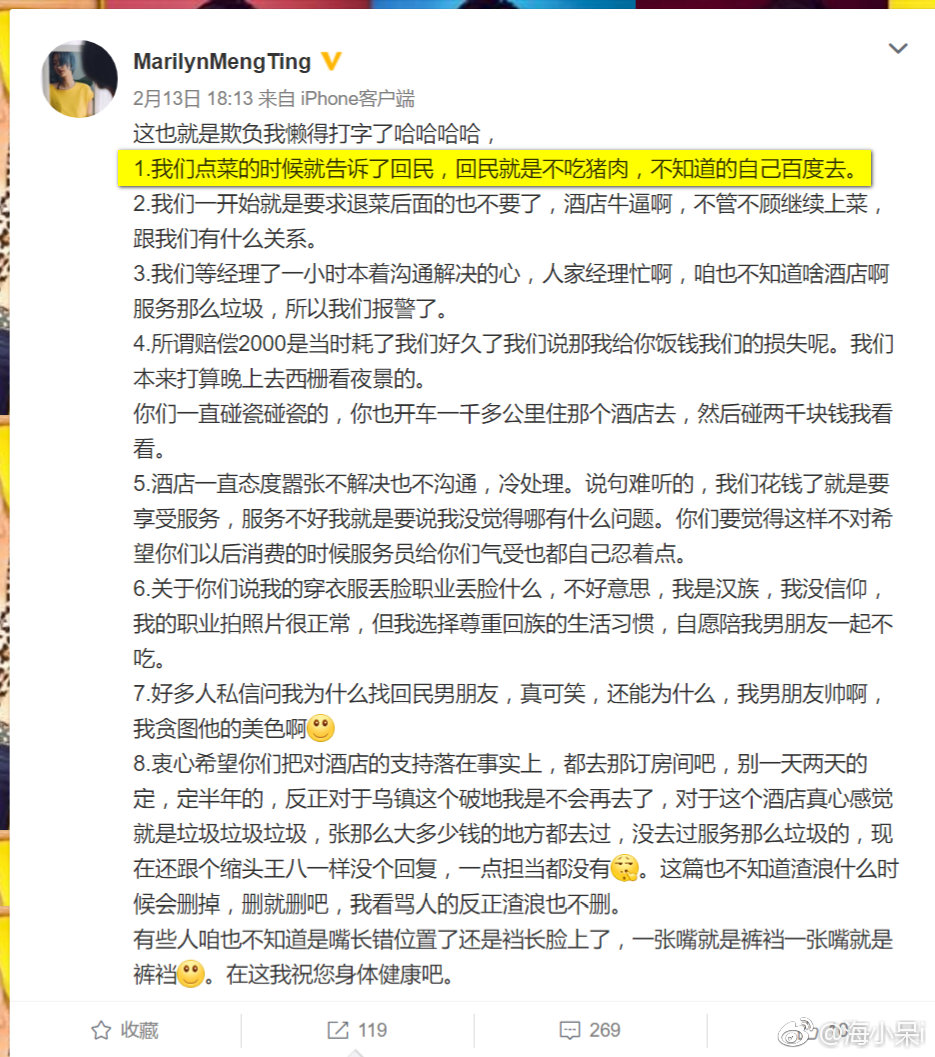 MarilynMengTing
2月13日 18:13 来自 iPhone客户端
这也就是欺负我懒得打字了哈哈哈哈，
1.我们点菜的时候就告诉了回民，回民就是不吃猪肉，不知道的自己百度去。
2.我们一开始就是要求退菜后面的也不要了，酒店牛逼啊，不管不顾继续上菜，
跟我们有什么关系。
3.我们等经理了一小时本着沟通解决的心，人家经理忙啊，咱也不知道啥酒店啊
服务那么垃圾，所以我们报警了。
4.所谓赔偿2000是当时耗了我们好久了我们说那我给你饭钱我们的损失呢。我们
本来打算晚上去西栅看夜景的。
你们一直碰瓷碰瓷的，你也开车一千多公里住那个酒店去，然后碰两千块钱我看
看。
5.酒店一直态度嚣张不解决也不沟通，冷处理。说句难听的，我们花钱了就是要
享受服务，服务不好我就是要说我没觉得哪有什么问题。你们要觉得这样不对希
望你们以后消费的时候服务员给你们气受也都自己忍着点。
6.关于你们说我的穿衣服丢脸职业丢脸什么，不好意思，我是汉族，我没信仰，
我的职业拍照片很正常，但我选择尊重回族的生活习惯，自愿陪我男朋友一起不
吃。
7.好多人私信问我为什么找回民男朋友，真可笑，还能为什么，我男朋友帅啊，
我贪图他的美色啊
8.衷心希望你们把对酒店的支持落在事实上，都去那订房间吧，别一天两天的
定，定半年的，反正对于乌镇这个破地我是不会再去了，对于这个酒店真心感觉
就是垃圾垃圾垃圾，张那么大多少钱的地方都去过，没去过服务那么垃圾的，现
在还跟个缩头王八一样没个回复，一点担当都没有。这篇也不知道渣浪什么时
候会删掉，删就删吧，我看骂人的反正渣浪也不删。
有些人咱也不知道是嘴长错位置了还是裆长脸上了，一张嘴就是裤裆一张嘴就是
裤裆。在这我祝您身体健康吧。
收藏
119
269
@海小呆i